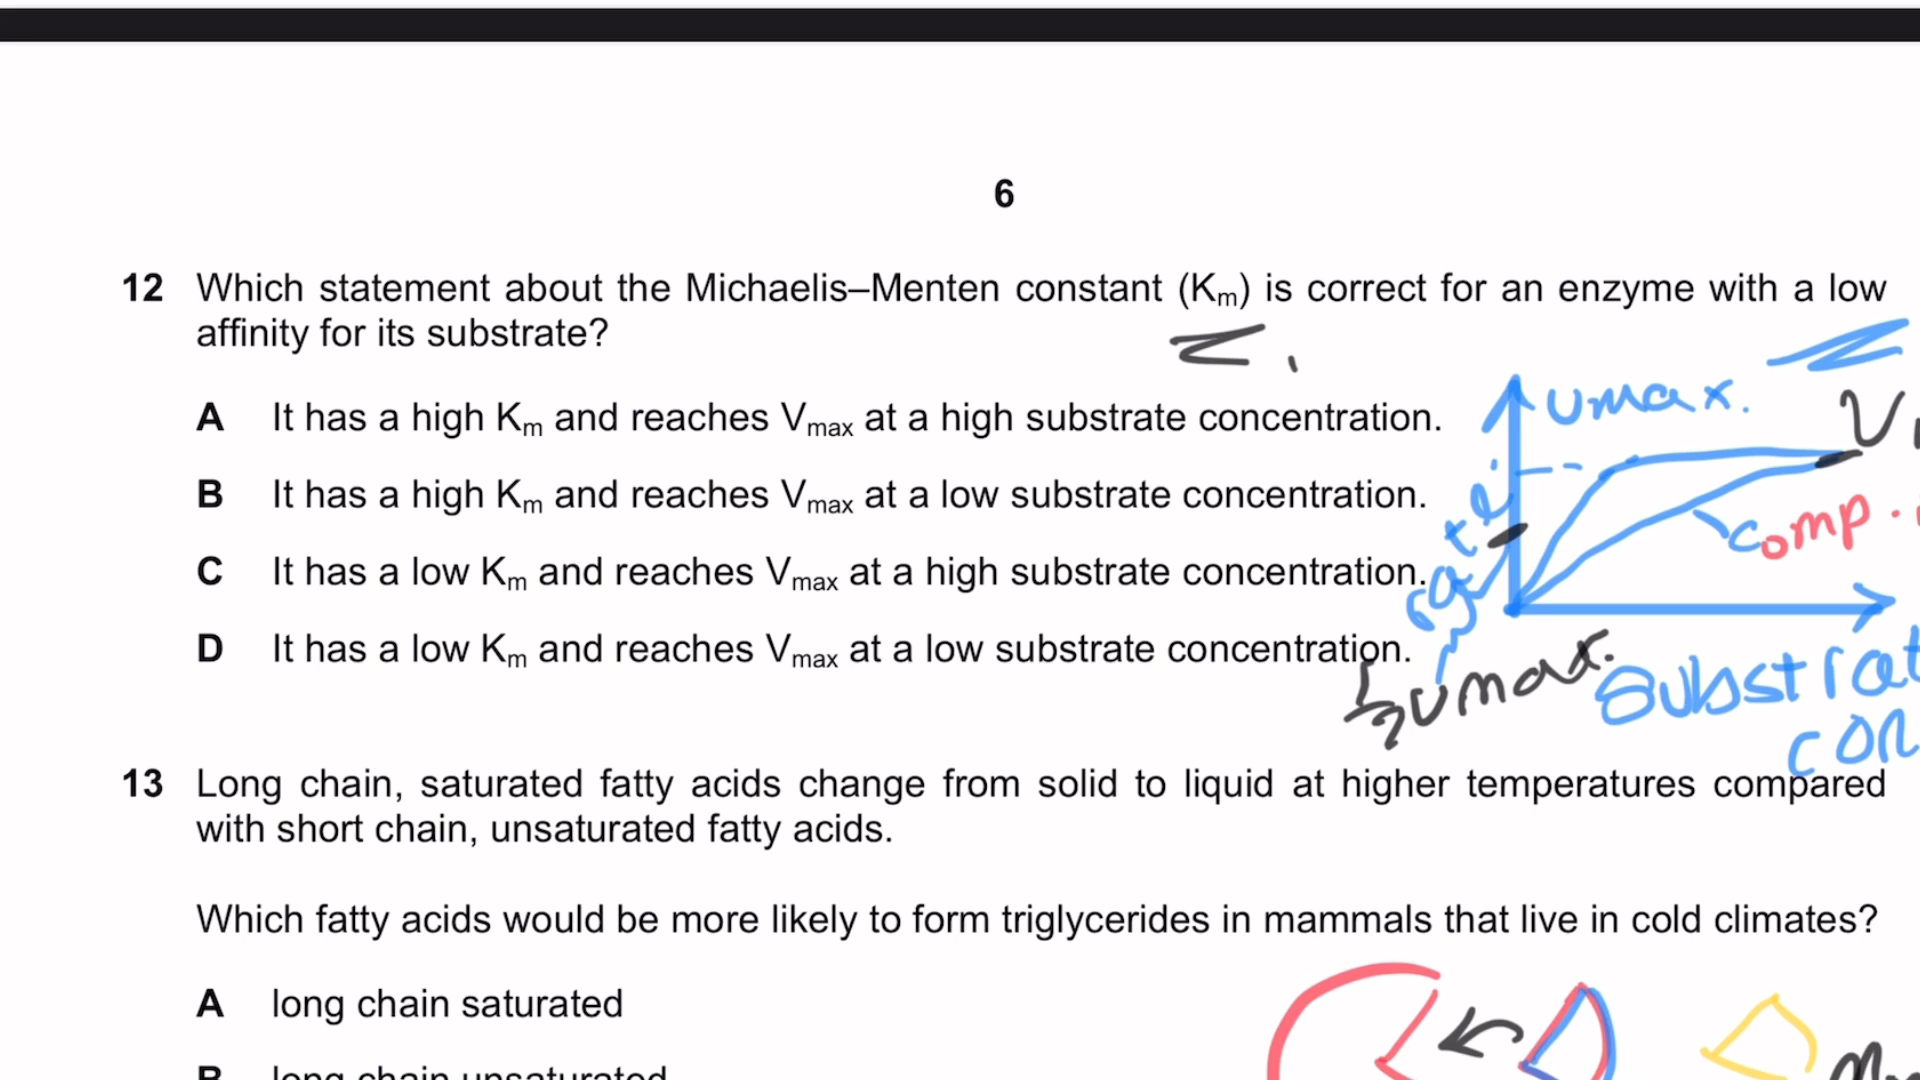 6
12 Which statement about the Michaelis–Menten constant (Km) is correct for an enzyme with a low
affinity for its substrate?
A It has a high Km and reaches Vmax at a high substrate concentration.
B It has a high Km and reaches Vmax at a low substrate concentration.
C It has a low Km and reaches Vmax at a high substrate concentration.
D It has a low Km and reaches Vmax at a low substrate concentration.
Vmax.
rate
comp.
½Vmax.
substrat
con
13 Long chain, saturated fatty acids change from solid to liquid at higher temperatures compared
with short chain, unsaturated fatty acids.
Which fatty acids would be more likely to form triglycerides in mammals that live in cold climates?
A long chain saturated
B long chain unsaturated